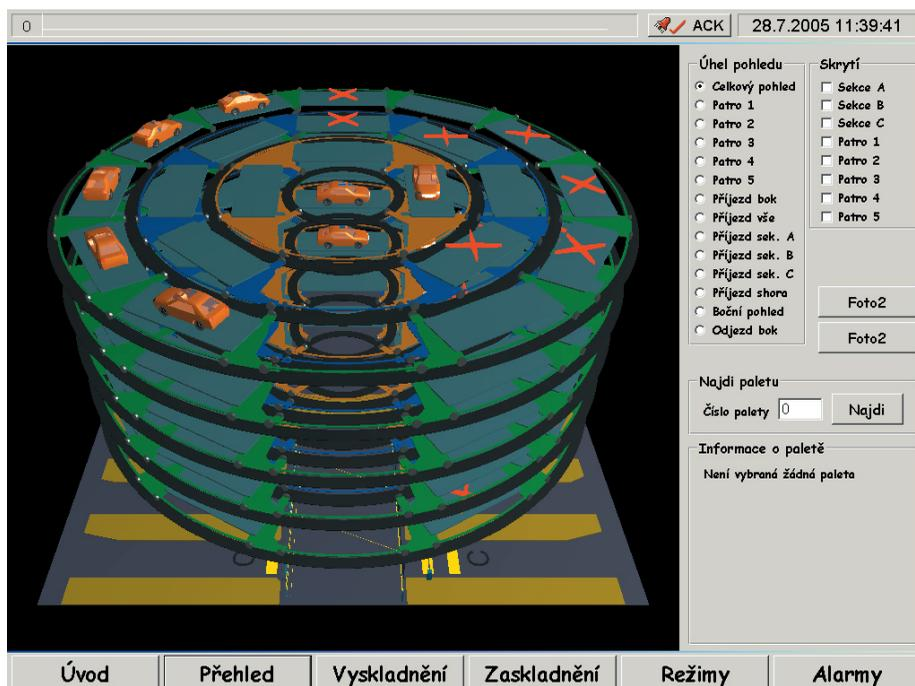 0
ACK
28.7.2005 11:39:41
Úhel pohledu
Celkový pohled
Patro 1
Patro 2
Patro 3
Patro 4
Patro 5
Příjezd bok
Příjezd vše
Příjezd sek. A
Příjezd sek. B
Příjezd sek. C
Příjezd shora
Boční pohled
Odjezd bok
Skrytí
Sekce A
Sekce B
Sekce C
Patro 1
Patro 2
Patro 3
Patro 4
Patro 5
Foto2
Foto2
Najdi paletu
Číslo palety 0 Najdi
Informace o paletě
Není vybraná žádná paleta
C C
Úvod Přehled Vyskladnění Zaskladnění Režimy Alarmy